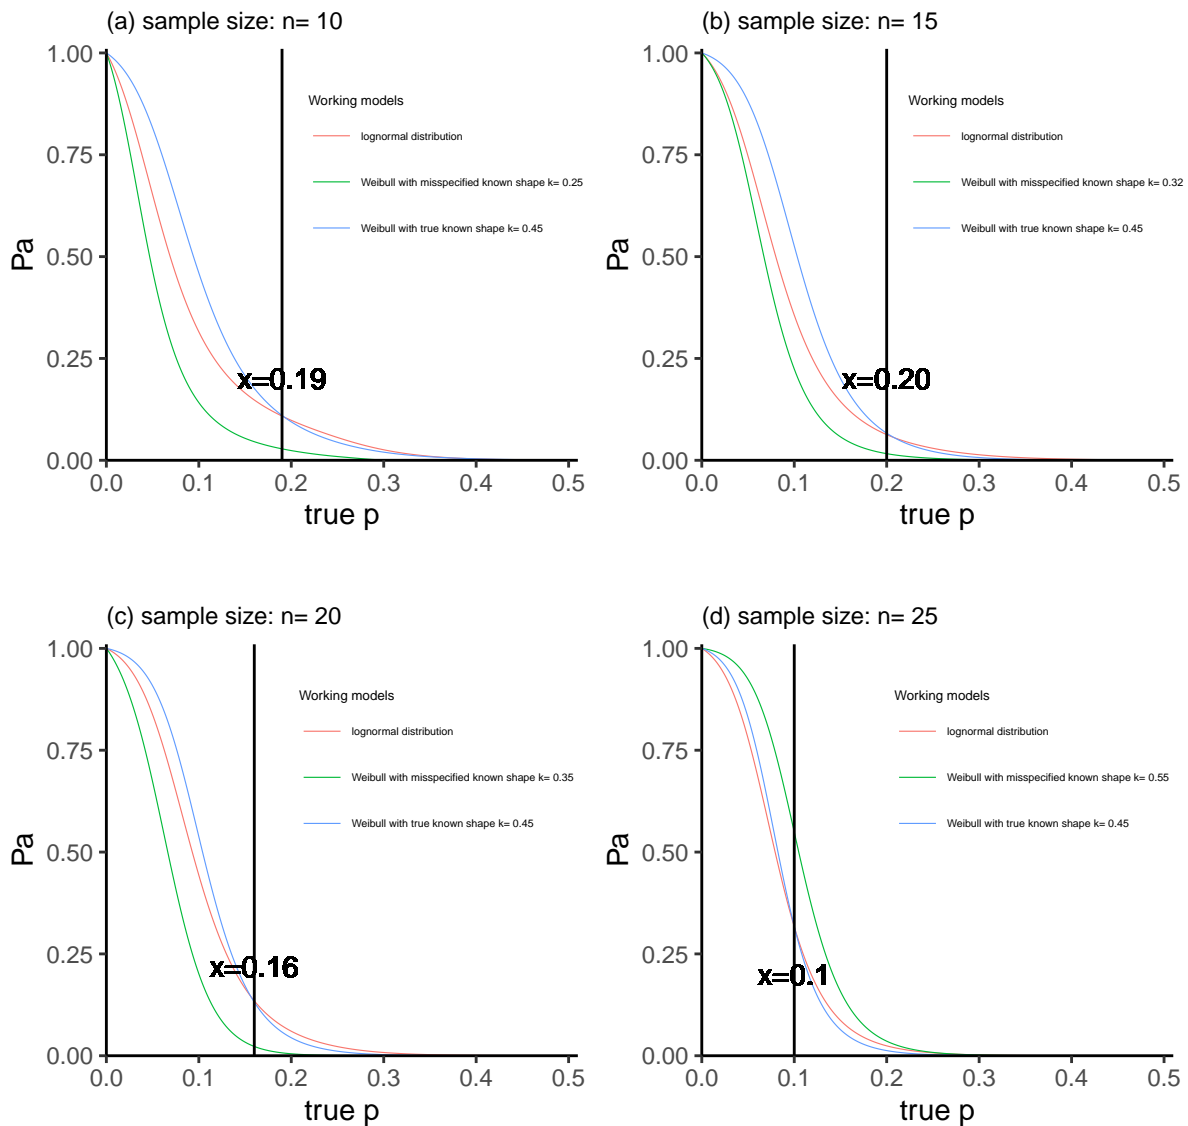 (a) sample size: n= 10
1.00
0.75
0.50
0.25
0.00
Pa
Working models
lognormal distribution
Weibull with misspecified known shape k= 0.25
Weibull with true known shape k= 0.45
x=0.19
0.0 0.1 0.2 0.3 0.4 0.5
true p
(b) sample size: n= 15
1.00
0.75
0.50
0.25
0.00
Pa
Working models
lognormal distribution
Weibull with misspecified known shape k= 0.32
Weibull with true known shape k= 0.45
x=0.20
0.0 0.1 0.2 0.3 0.4 0.5
true p
(c) sample size: n= 20
1.00
0.75
0.50
0.25
0.00
Pa
Working models
lognormal distribution
Weibull with misspecified known shape k= 0.35
Weibull with true known shape k= 0.45
x=0.16
0.0 0.1 0.2 0.3 0.4 0.5
true p
(d) sample size: n= 25
1.00
0.75
0.50
0.25
0.00
Pa
Working models
lognormal distribution
Weibull with misspecified known shape k= 0.55
Weibull with true known shape k= 0.45
x=0.1
0.0 0.1 0.2 0.3 0.4 0.5
true p